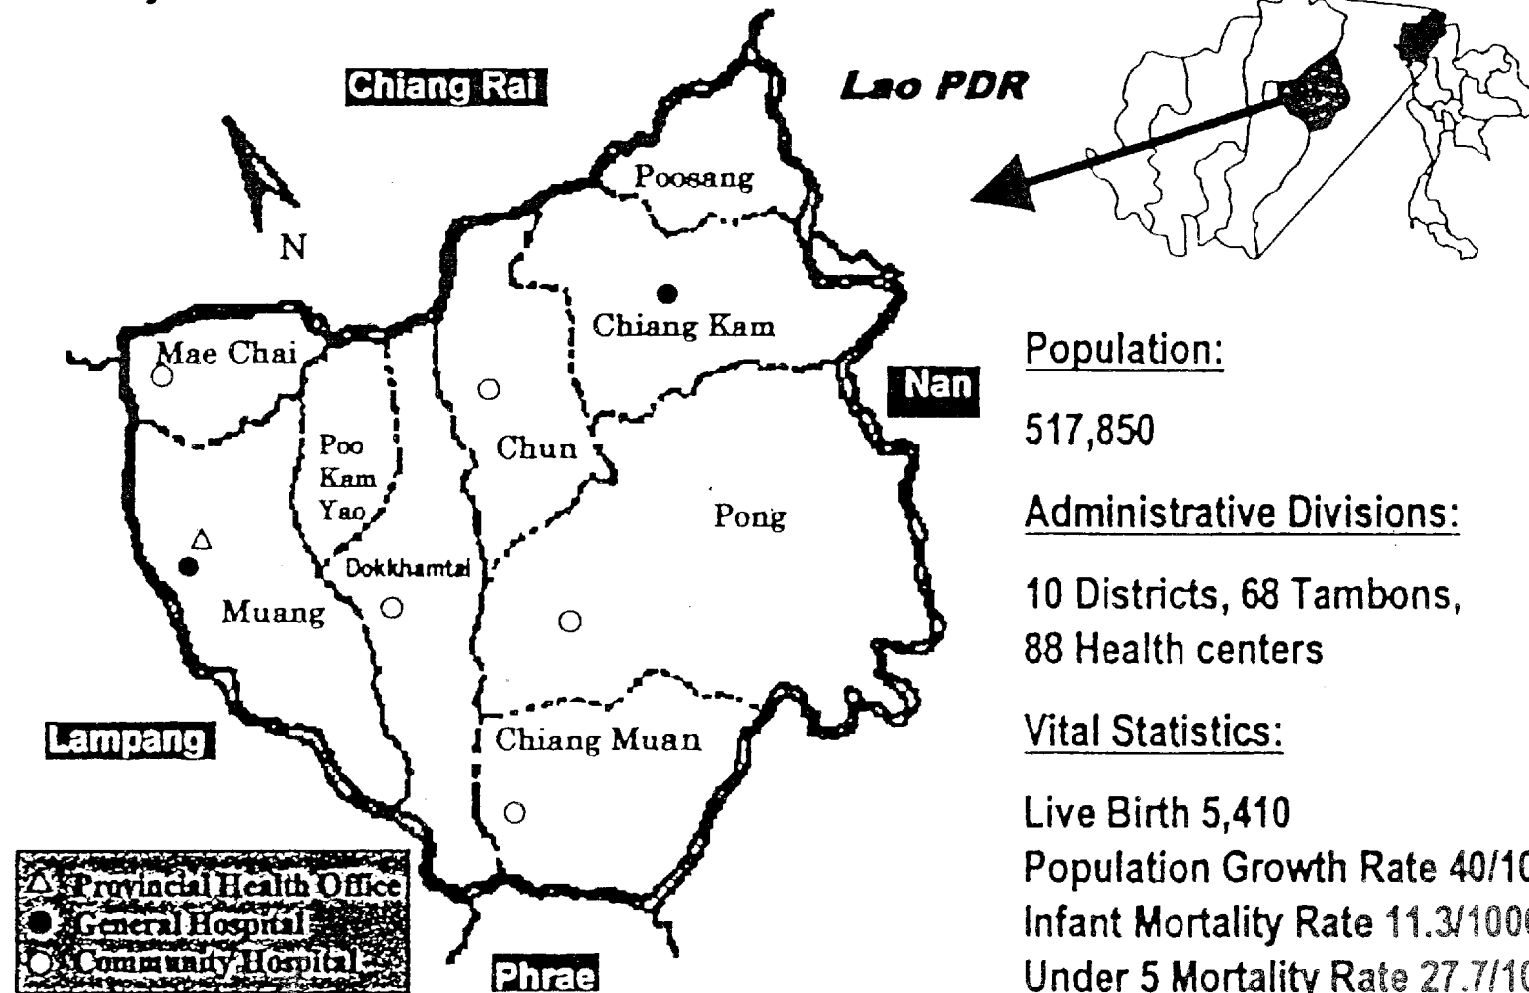 Chiang Rai
Lao PDR
Poosang
N
Chiang Kam
Mae Chai
Nan
Poo
Kam
Yao
Chun
Pong
Dokkhamtai
Muang
Lampang
Chiang Muan
Phrae
Provincial Health Office
General Hospital
Community Hospital
Population:
517,850
Administrative Divisions:
10 Districts, 68 Tambons,
88 Health centers
Vital Statistics:
Live Birth 5,410
Population Growth Rate 40/10
Infant Mortality Rate 11.3/100
Under 5 Mortality Rate 27.7/10